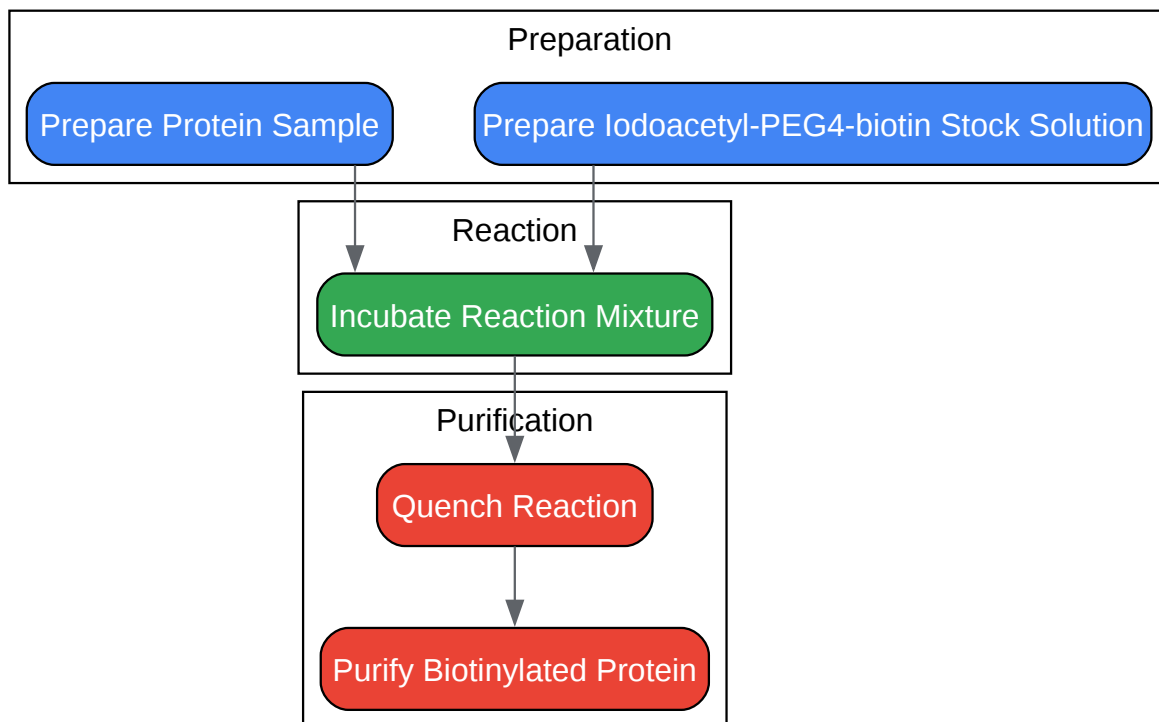 Preparation
Prepare Protein Sample
Prepare Iodoacetyl-PEG4-biotin Stock Solution
Reaction
Incubate Reaction Mixture
Purification
Quench Reaction
Purify Biotinylated Protein